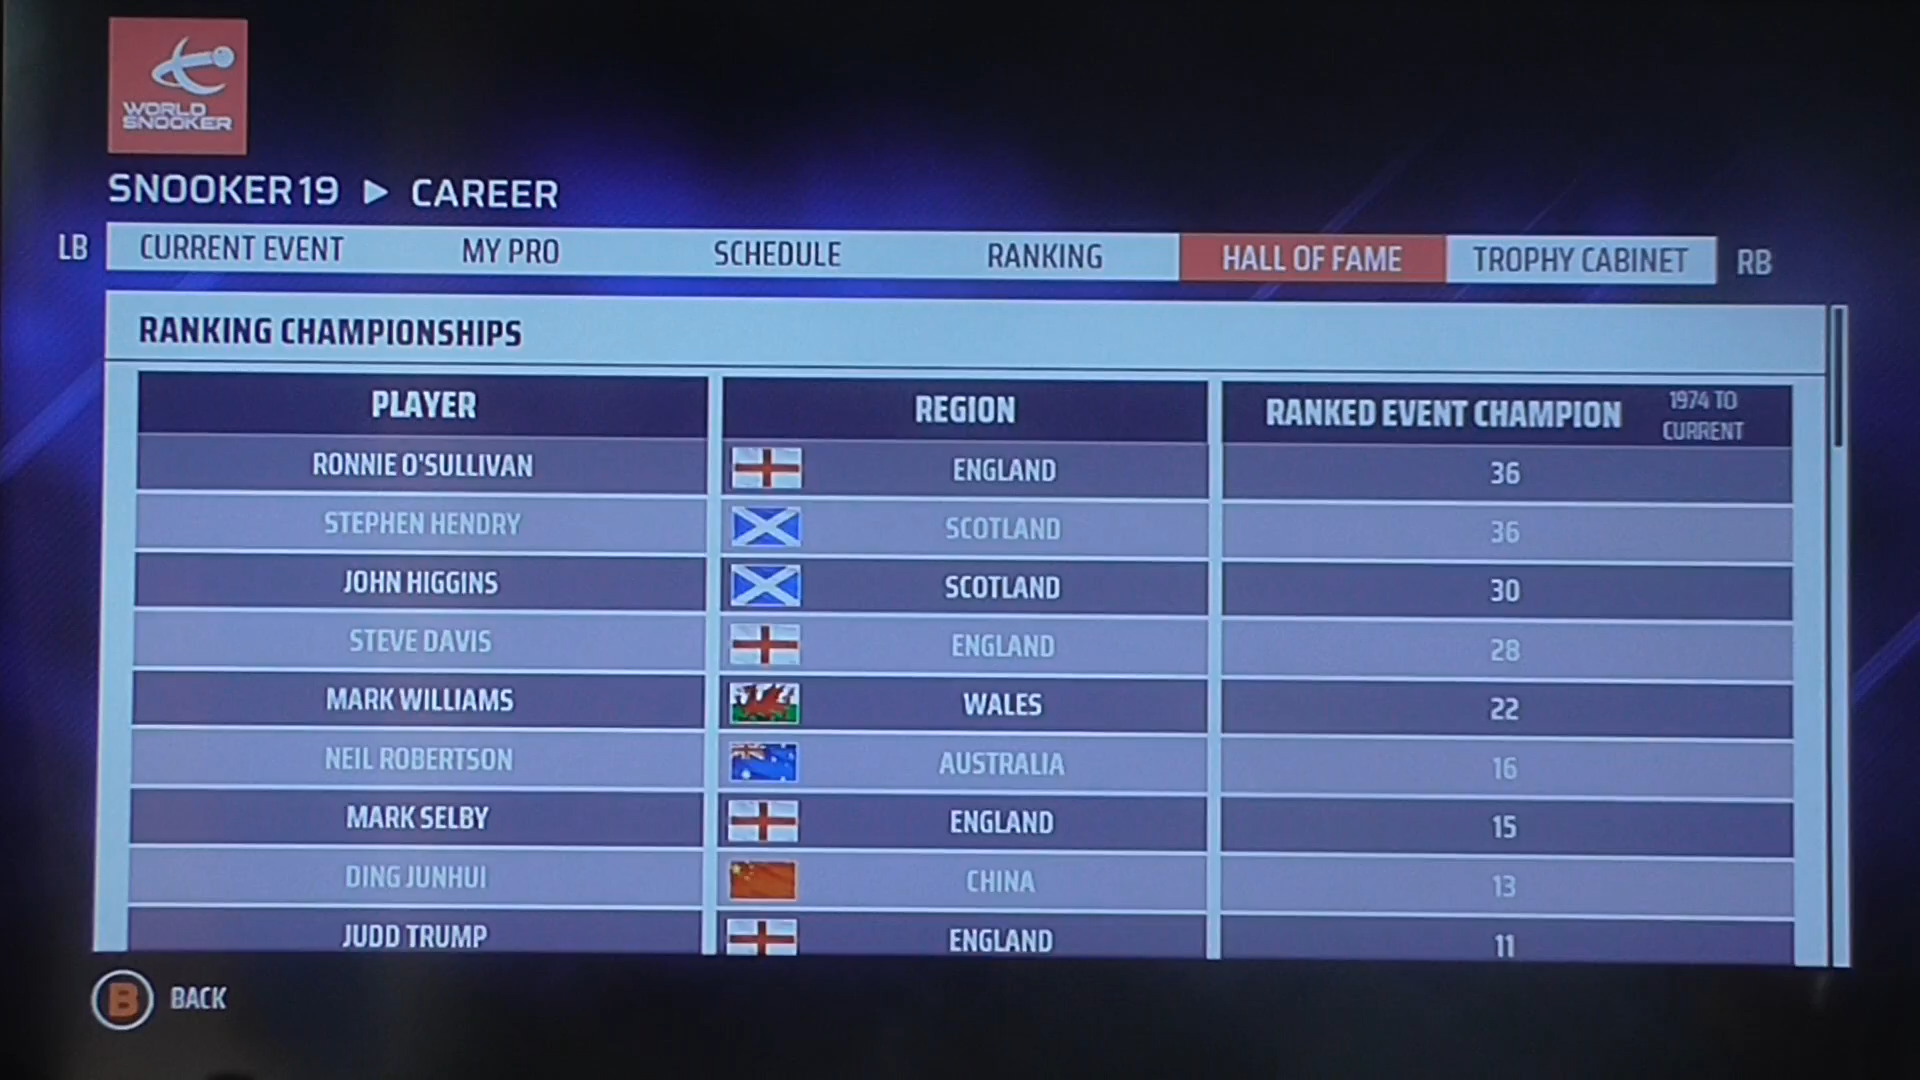 WORLD
SNOOKER
SNOOKER 19 ▶ CAREER
LB CURRENT EVENT MY PRO SCHEDULE RANKING HALL OF FAME TROPHY CABINET RB
RANKING CHAMPIONSHIPS
PLAYER REGION RANKED EVENT CHAMPION 1974 TO CURRENT
RONNIE O'SULLIVAN ENGLAND 36
STEPHEN HENDRY SCOTLAND 36
JOHN HIGGINS SCOTLAND 30
STEVE DAVIS ENGLAND 28
MARK WILLIAMS WALES 22
NEIL ROBERTSON AUSTRALIA 16
MARK SELBY ENGLAND 15
DING JUNHUI CHINA 13
JUDD TRUMP ENGLAND 11
B BACK